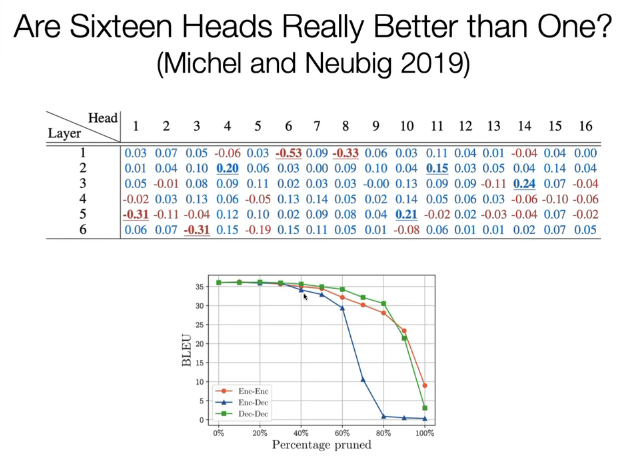 Are Sixteen Heads Really Better than One?
(Michel and Neubig 2019)
Head
Layer
1 2 3 4 5 6 7 8 9 10 11 12 13 14 15 16
1 0.03 0.07 0.05 -0.06 0.03 -0.53 0.09 -0.33 0.06 0.03 0.11 0.04 0.01 -0.04 0.04 0.00
2 0.01 0.04 0.10 0.20 0.06 0.03 0.00 0.09 0.10 0.04 0.15 0.03 0.05 0.04 0.14 0.04
3 0.05 -0.01 0.08 0.09 0.11 0.02 0.03 0.03 -0.00 0.13 0.09 0.09 -0.11 0.24 0.07 -0.04
4 -0.02 0.03 0.13 0.06 -0.05 0.13 0.14 0.05 0.02 0.14 0.05 0.06 0.03 -0.06 -0.10 -0.06
5 -0.31 -0.11 -0.04 0.12 0.10 0.02 0.09 0.08 0.04 0.21 -0.02 0.02 -0.03 -0.04 0.07 -0.02
6 0.06 0.07 -0.31 0.15 -0.19 0.15 0.11 0.05 0.01 -0.08 0.06 0.01 0.01 0.02 0.07 0.05
BLEU
35
30
25
20
15
10
5
0
Enc-Enc
Enc-Dec
Dec-Dec
0% 20% 40% 60% 80% 100%
Percentage pruned